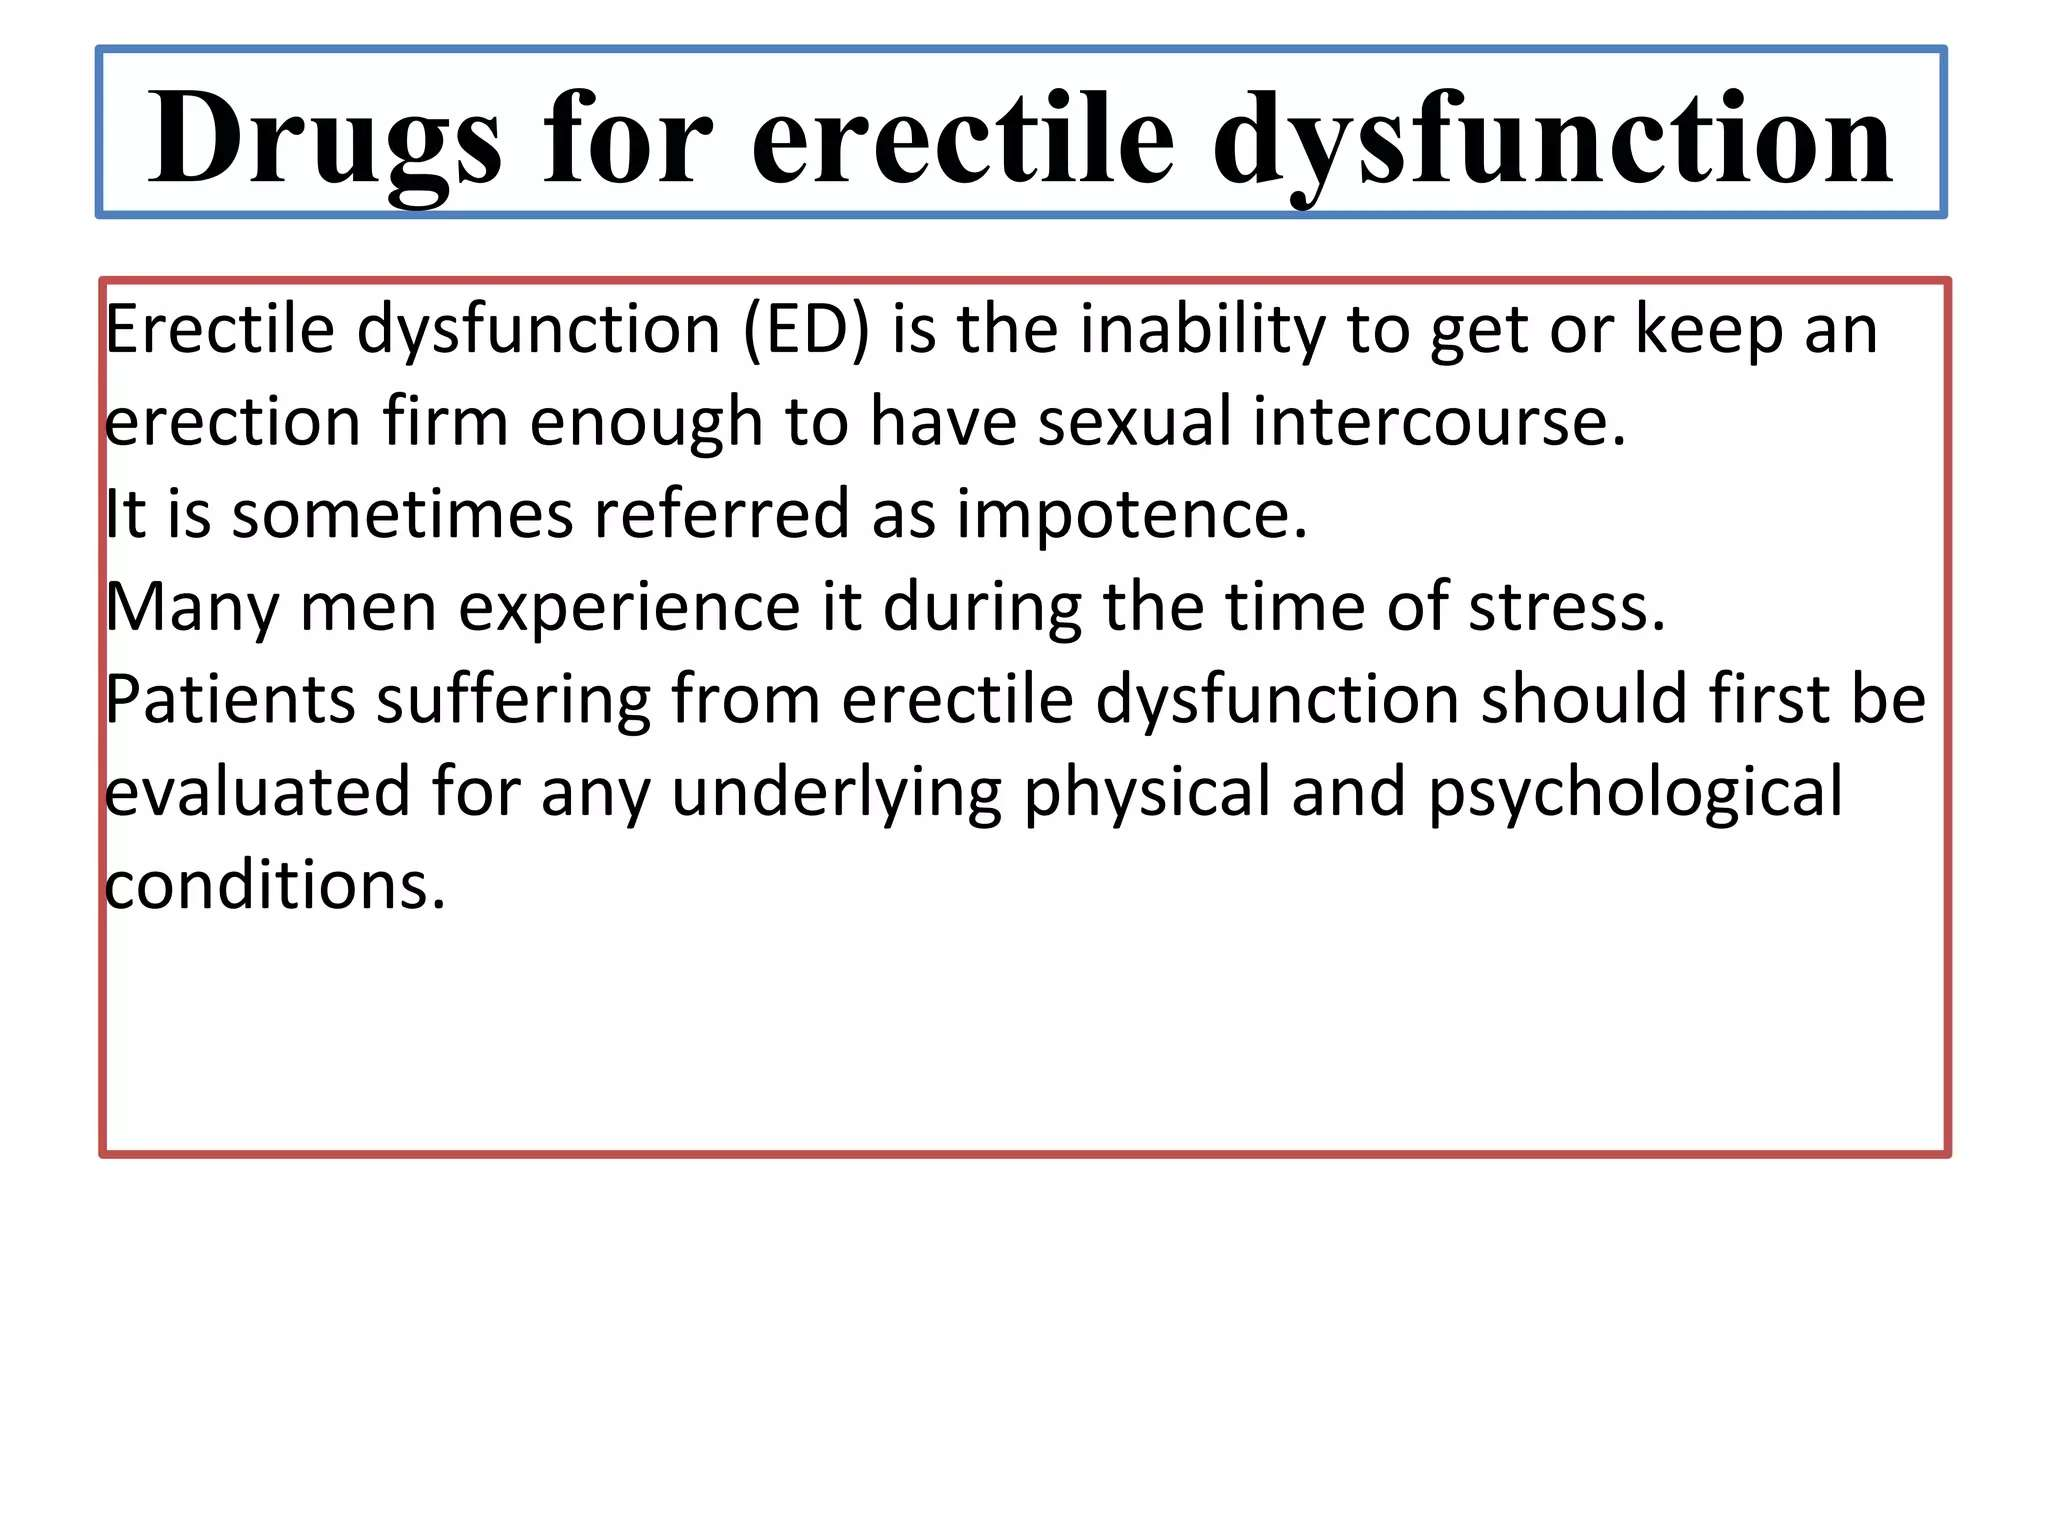 Drugs for erectile dysfunction
Erectile dysfunction (ED) is the inability to get or keep an
erection firm enough to have sexual intercourse.
It is sometimes referred as impotence.
Many men experience it during the time of stress.
Patients suffering from erectile dysfunction should first be
evaluated for any underlying physical and psychological
conditions.